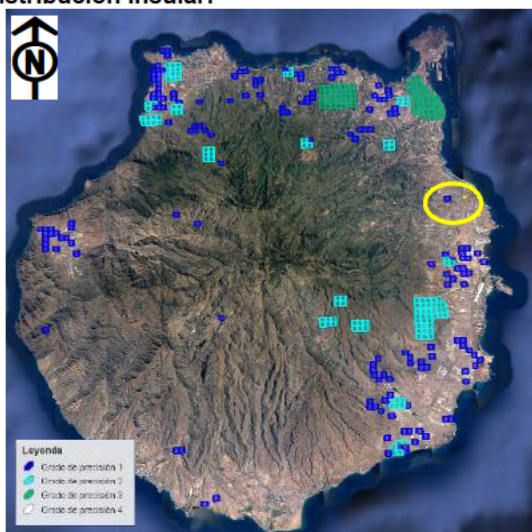 stribución insular:
N
Leyenda
Grado de precisión 1
Grado de precisión 2
Grado de precisión 3
Grado de precisión 4